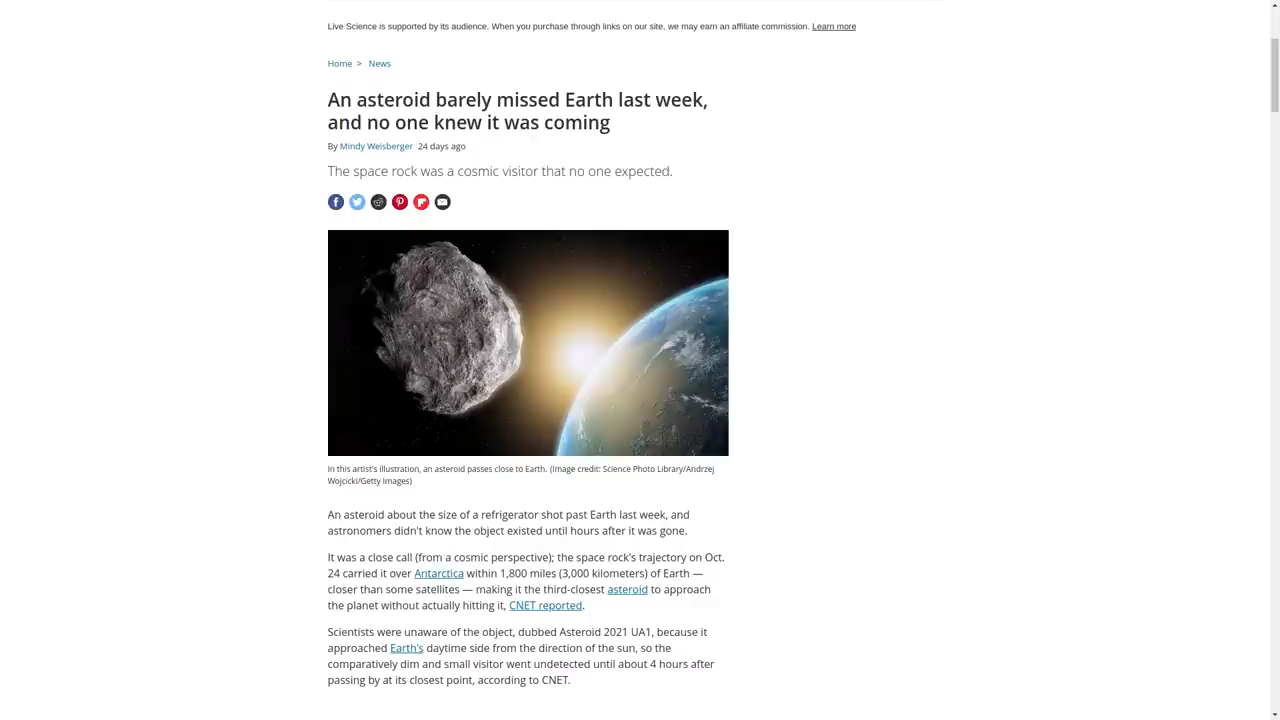 Live Science is supported by its audience. When you purchase through links on our site, we may earn an affiliate commission. Learn more
Home > News
An asteroid barely missed Earth last week,
and no one knew it was coming
By Mindy Weisberger 24 days ago
The space rock was a cosmic visitor that no one expected.
In this artist's illustration, an asteroid passes close to Earth. (Image credit: Science Photo Library/Andrzej
Wojcicki/Getty Images)
An asteroid about the size of a refrigerator shot past Earth last week, and
astronomers didn't know the object existed until hours after it was gone.
It was a close call (from a cosmic perspective); the space rock's trajectory on Oct.
24 carried it over Antarctica within 1,800 miles (3,000 kilometers) of Earth —
closer than some satellites — making it the third-closest asteroid to approach
the planet without actually hitting it, CNET reported.
Scientists were unaware of the object, dubbed Asteroid 2021 UA1, because it
approached Earth's daytime side from the direction of the sun, so the
comparatively dim and small visitor went undetected until about 4 hours after
passing by at its closest point, according to CNET.